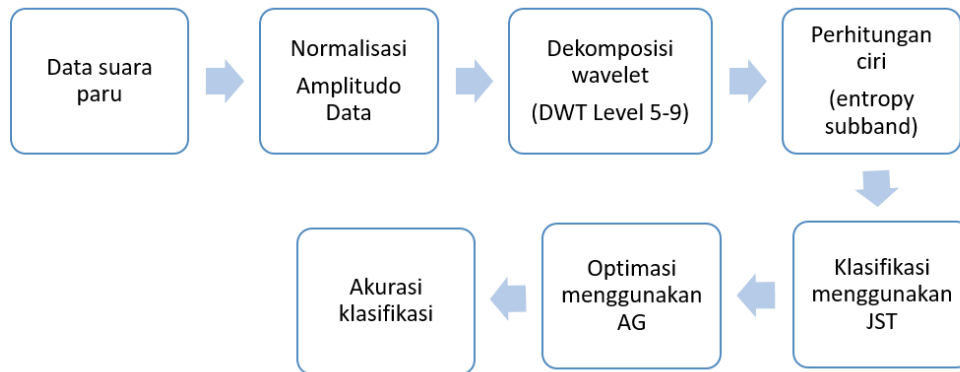 Data suara
paru
Normalisasi
Amplitudo
Data
Dekomposisi
wavelet
(DWT Level 5-9)
Perhitungan
ciri
(entropy
subband)
Klasifikasi
menggunakan
JST
Optimasi
menggunakan
AG
Akurasi
klasifikasi